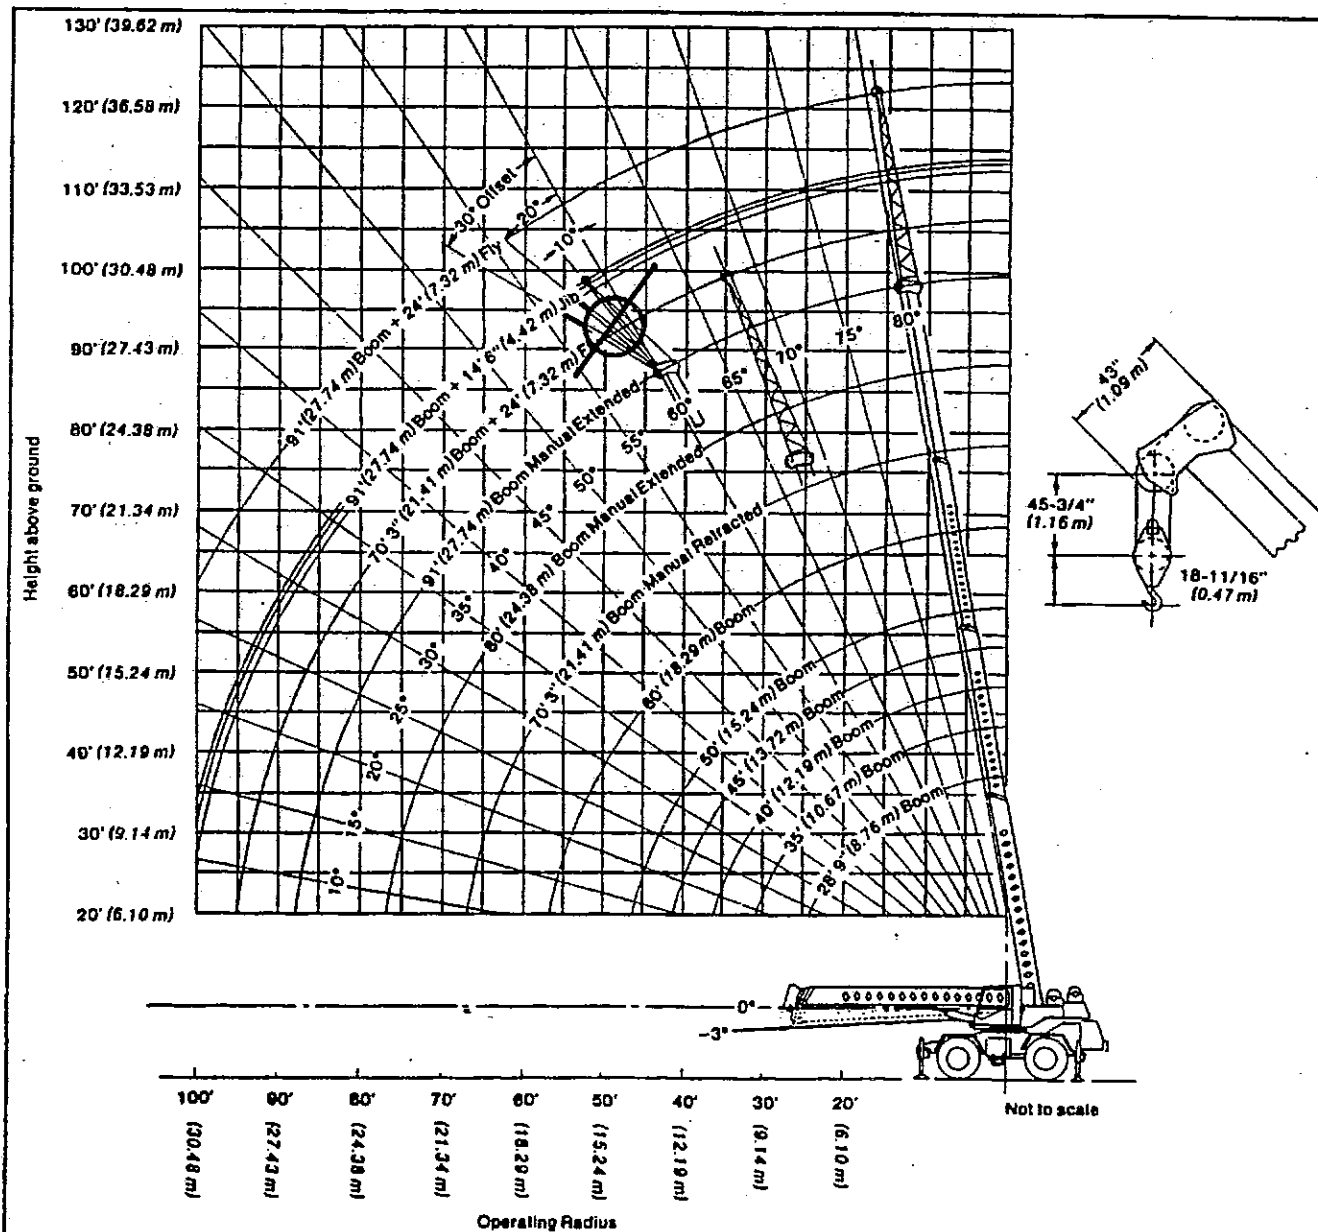 130' (39.62 m)
120' (36.58 m)
110' (33.53 m)
100' (30.48 m)
90' (27.43 m)
80' (24.38 m)
70' (21.34 m)
60' (18.29 m)
50' (15.24 m)
40' (12.19 m)
30' (9.14 m)
20' (6.10 m)
Height above ground
30° Offset
20°
10°
91' (27.74 m) Boom + 24' (7.32 m) Fly
91' (27.74 m) Boom + 14' 6" (4.42 m) Jib
70' 3" (21.41 m) Boom + 24' (7.32 m) F
91' (27.74 m) Boom Manual Extended
80' (24.38 m) Boom Manual Extended
70' 3" (21.41 m) Boom Manual Retracted
60' (18.29 m) Boom
50' (15.24 m) Boom
45' (13.72 m) Boom
40' (12.19 m) Boom
35' (10.67 m) Boom
28' 9" (8.76 m) Boom
80°
75°
70°
65°
60°
55°
50°
45°
40°
35°
30°
25°
20°
15°
10°
0°
-3°
43"
(1.09 m)
45-3/4"
(1.16 m)
18-11/16"
(0.47 m)
Not to scale
100' 90' 80' 70' 60' 50' 40' 30' 20'
(30.48 m) (27.43 m) (24.38 m) (21.34 m) (18.29 m) (15.24 m) (12.19 m) (9.14 m) (6.10 m)
Operating Radius